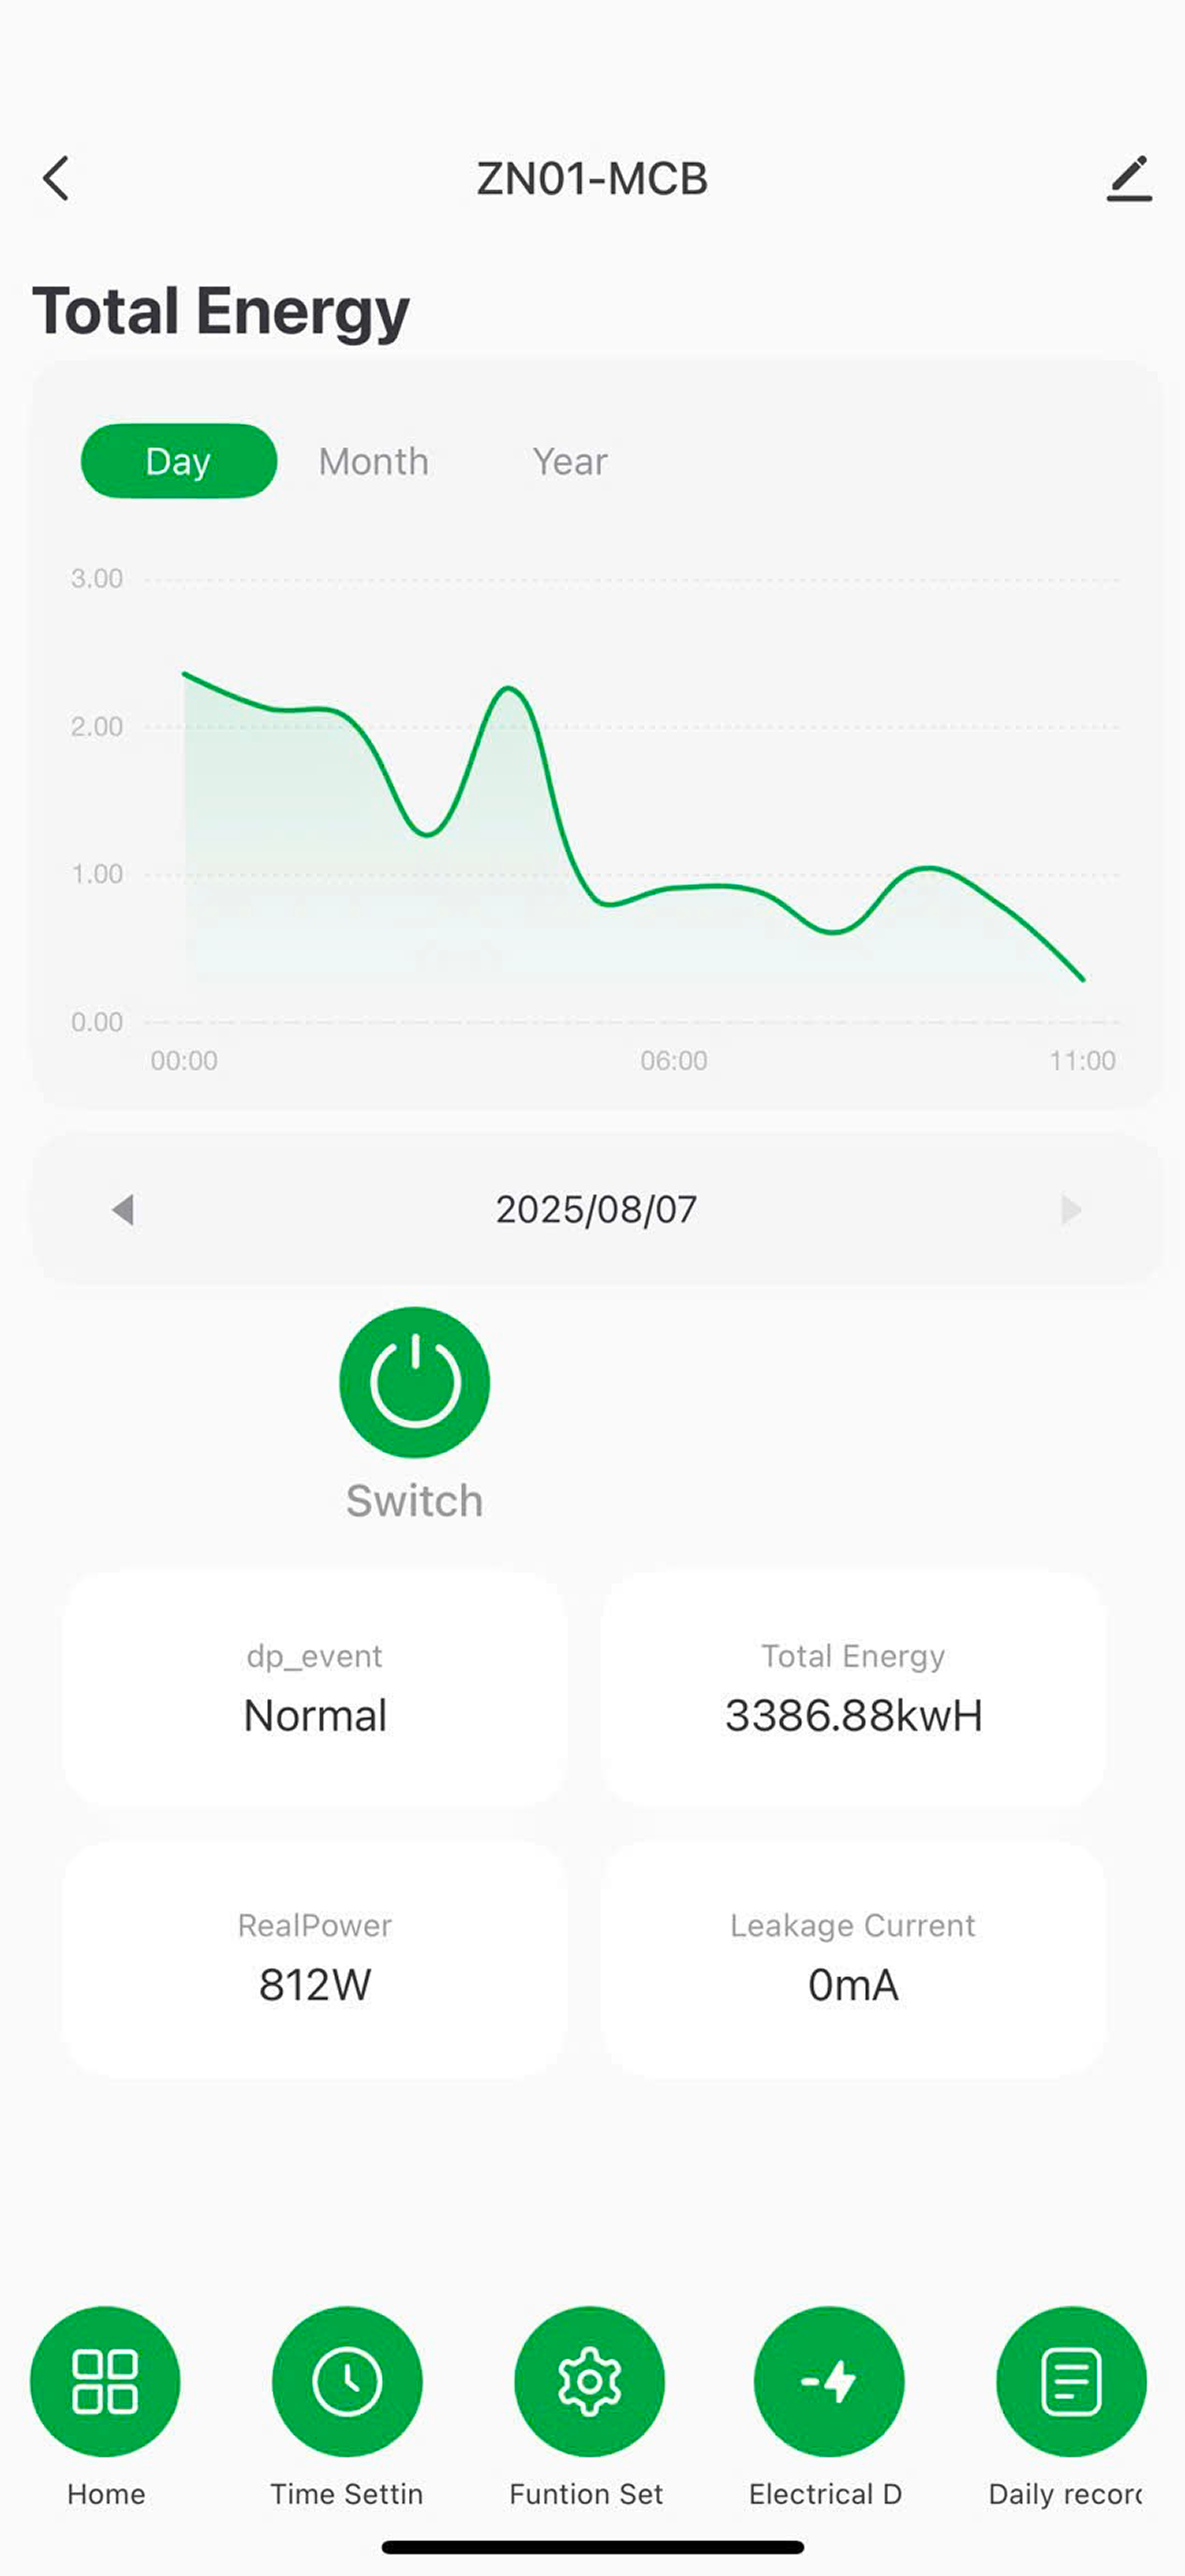 ZN01-MCB
Total Energy
Day Month Year
3.00
2.00
1.00
0.00
00:00 06:00 11:00
2025/08/07
Switch
dp_event
Normal
Total Energy
3386.88kwH
RealPower
812W
Leakage Current
0mA
Home
Time Settin
Funtion Set
Electrical D
Daily record